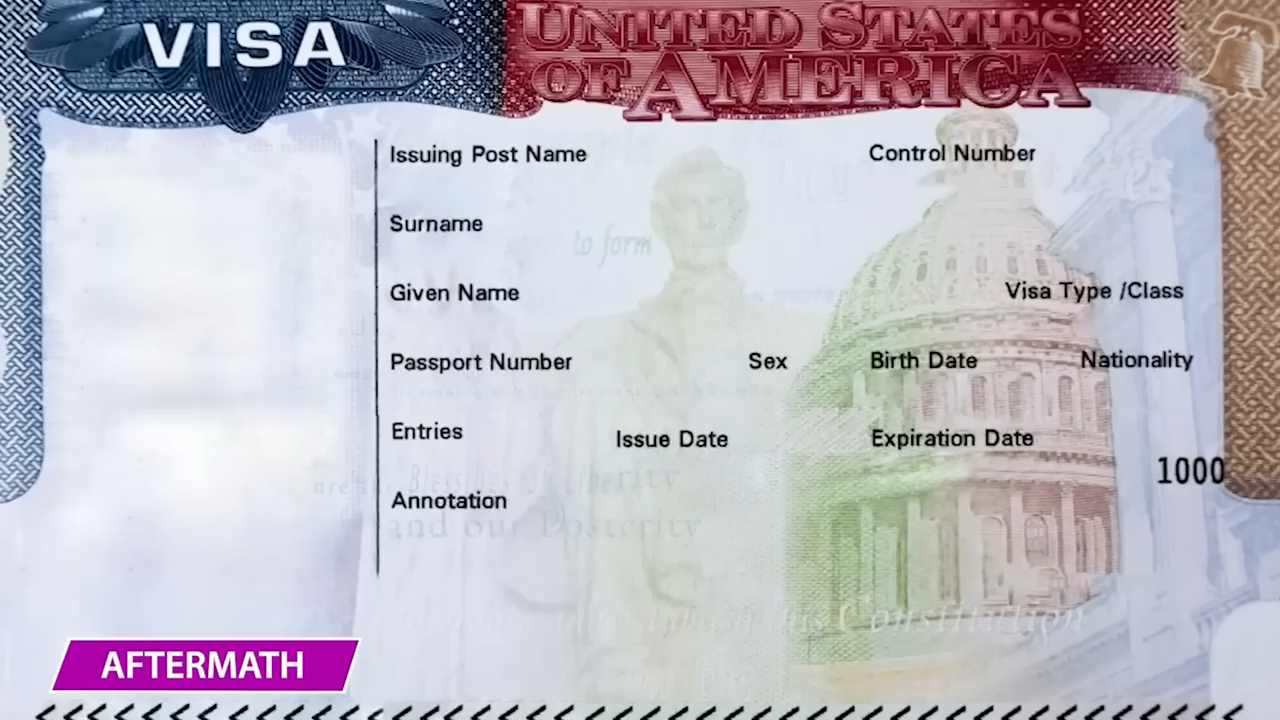 VISA
UNITED STATES
OF AMERICA
Issuing Post Name
Control Number
Surname
to form
Given Name
Visa Type /Class
Passport Number
Sex
Birth Date
Nationality
Entries
Issue Date
Expiration Date
1000
Blessings of Liberty
Annotation
and our Posterity
Constitution
AFTERMATH